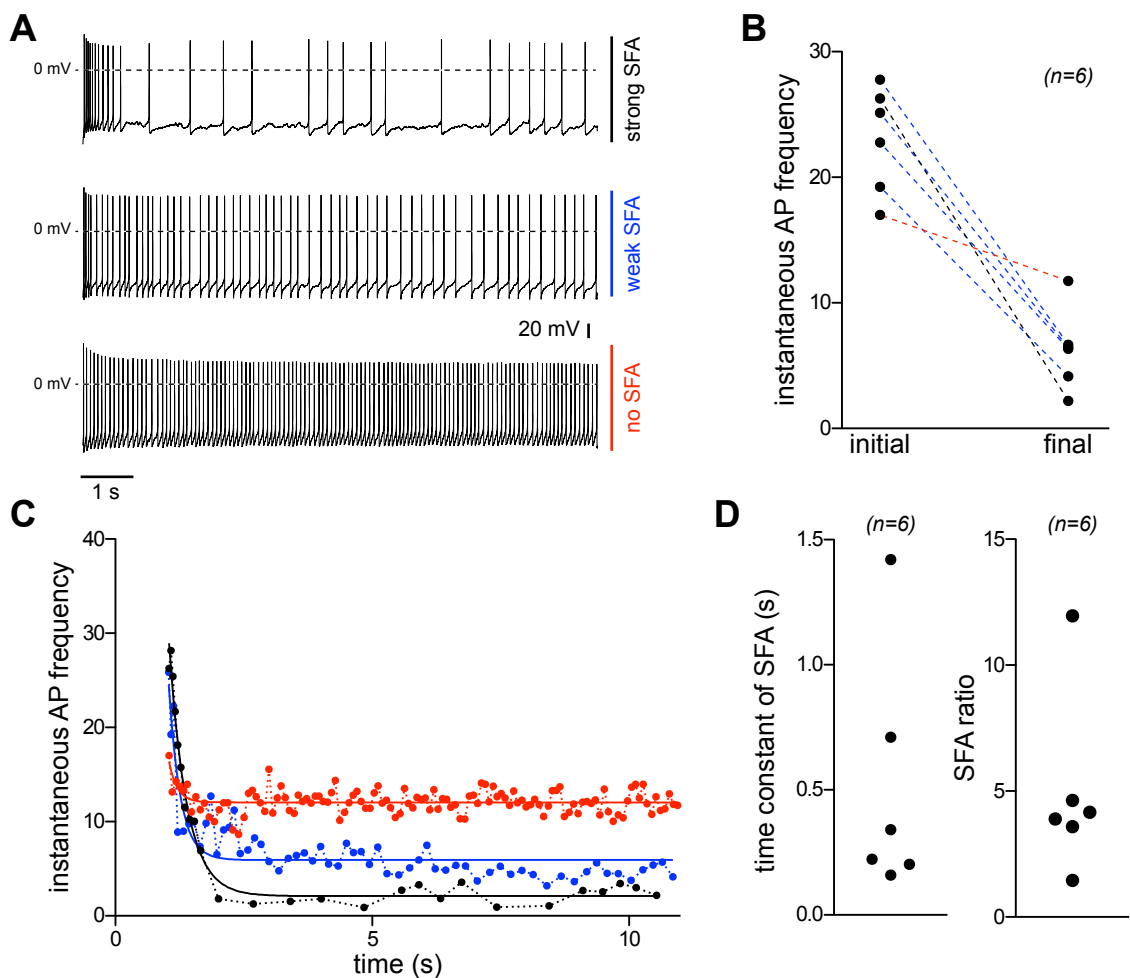 A
0 mV
strong SFA
0 mV
weak SFA
20 mV
0 mV
no SFA
1 s
B
instantaneous AP frequency
30
20
10
0
(n=6)
initial
final
C
instantaneous AP frequency
40
30
20
10
0
0
5
10
time (s)
D
(n=6)
time constant of SFA (s)
1.5
1.0
0.5
0.0
(n=6)
SFA ratio
15
10
5
0